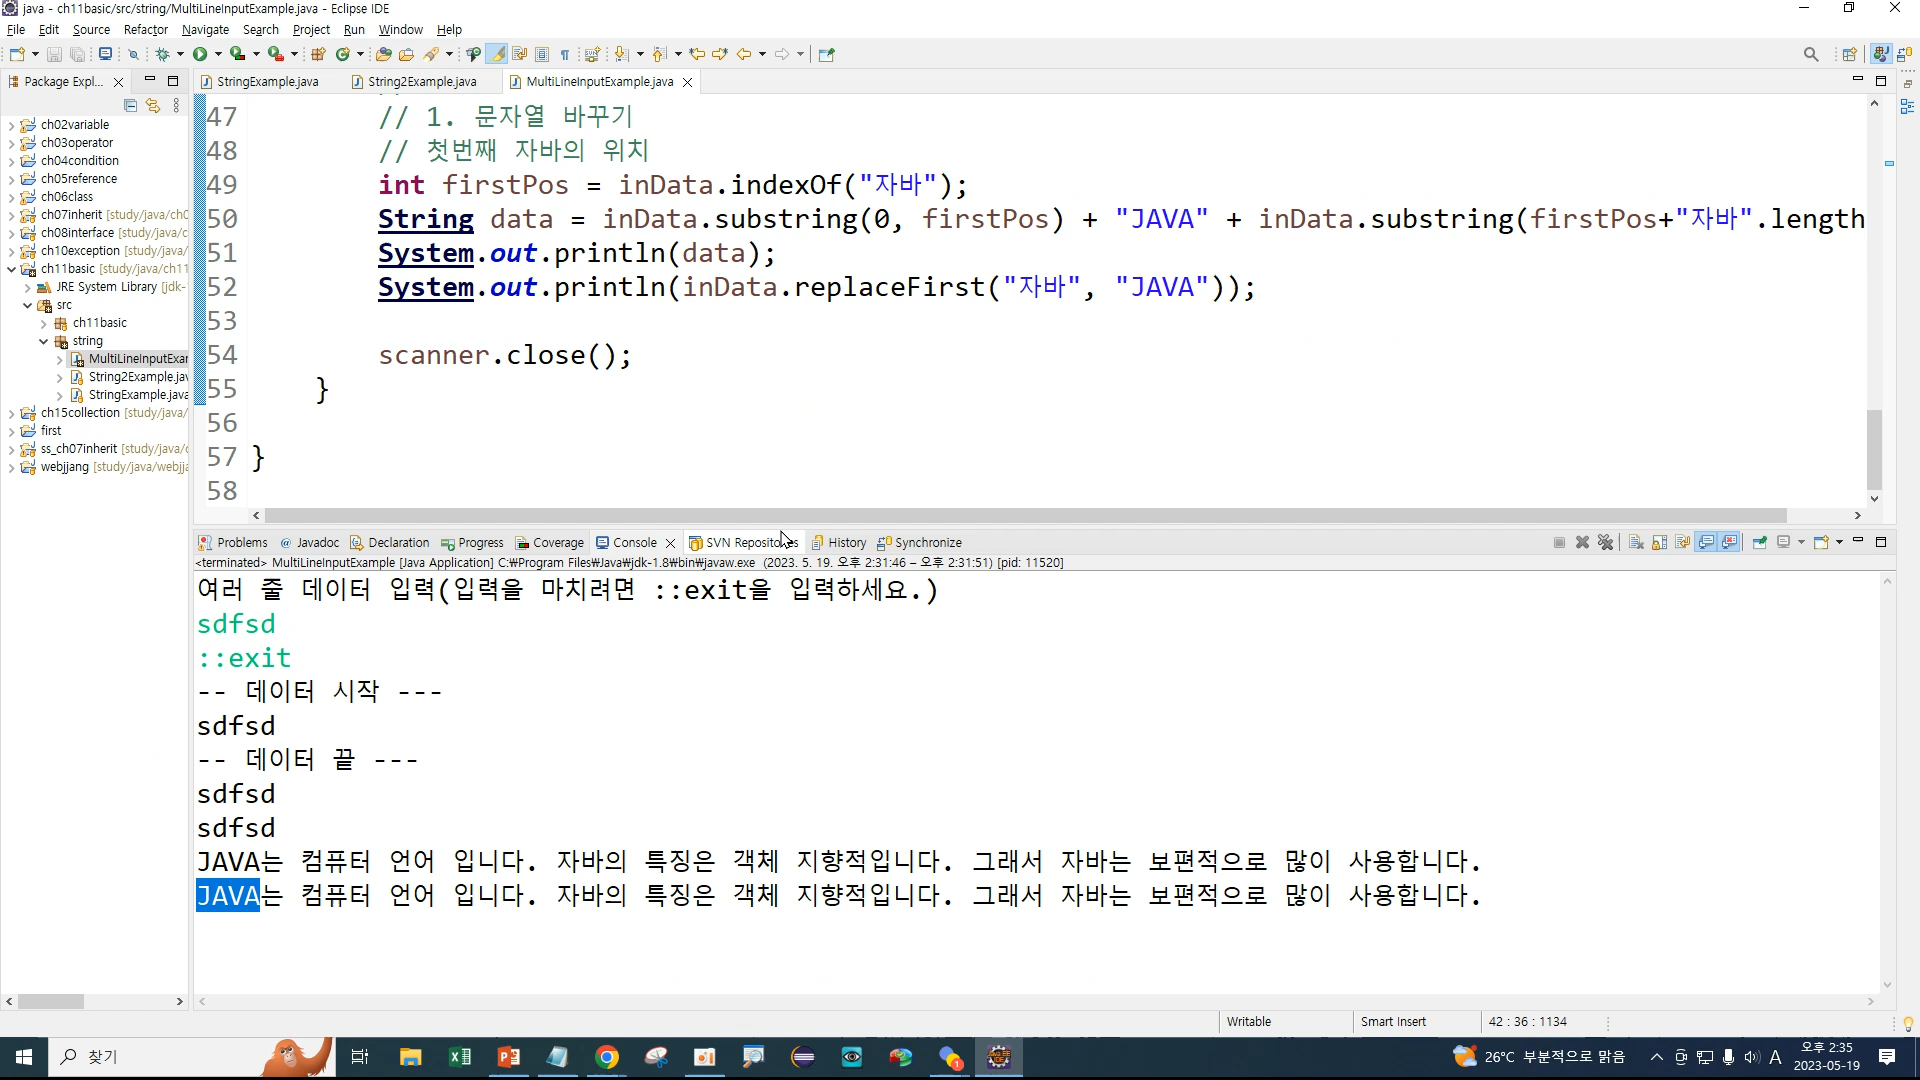 java - ch11basic/src/string/MultiLineInputExample.java - Eclipse IDE
File Edit Source Refactor Navigate Search Project Run Window Help
Package Expl...
StringExample.java
String2Example.java
MultiLineInputExample.java
ch02variable
ch03operator
ch04condition
ch05reference
ch06class
ch07inherit [study/java/ch0
ch08interface [study/java/c
ch10exception [study/java/
ch11basic [study/java/ch11
JRE System Library [jdk-
src
ch11basic
string
MultiLineInputExar
String2Example.jav
StringExample.java
ch15collection [study/java/
first
ss_ch07inherit [study/java/c
webjjang [study/java/webjja
47 // 1. 문자열 바꾸기
48 // 첫번째 자바의 위치
49 int firstPos = inData.indexOf("자바");
50 String data = inData.substring(0, firstPos) + "JAVA" + inData.substring(firstPos+"자바".length
51 System.out.println(data);
52 System.out.println(inData.replaceFirst("자바", "JAVA"));
53
54 scanner.close();
55 }
56
57 }
58
Problems Javadoc Declaration Progress Coverage Console SVN Repositories History Synchronize
<terminated> MultiLineInputExample [Java Application] C:₩Program Files₩Java₩jdk-1.8₩bin₩javaw.exe (2023. 5. 19. 오후 2:31:46 – 오후 2:31:51) [pid: 11520]
여러 줄 데이터 입력(입력을 마치려면 ::exit을 입력하세요.)
sdfsd
::exit
-- 데이터 시작 ---
sdfsd
-- 데이터 끝 ---
sdfsd
sdfsd
JAVA는 컴퓨터 언어 입니다. 자바의 특징은 객체 지향적입니다. 그래서 자바는 보편적으로 많이 사용합니다.
JAVA는 컴퓨터 언어 입니다. 자바의 특징은 객체 지향적입니다. 그래서 자바는 보편적으로 많이 사용합니다.
Writable Smart Insert 42 : 36 : 1134
찾기
26°C 부분적으로 맑음
A
오후 2:35
2023-05-19